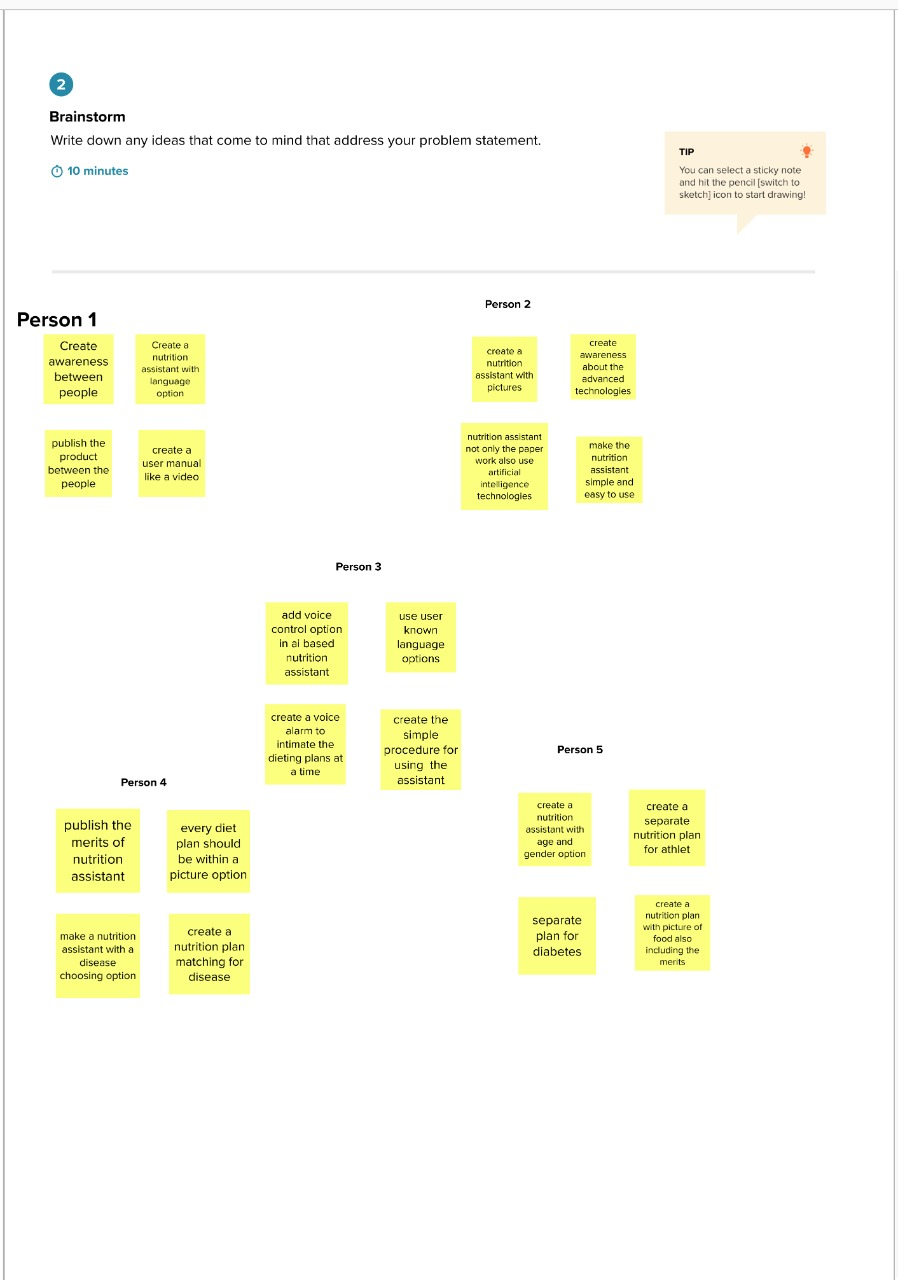 2
Brainstorm
Write down any ideas that come to mind that address your problem statement.
10 minutes
TIP
You can select a sticky note
and hit the pencil [switch to
sketch] icon to start drawing!
Person 1
Create
awareness
between
people
Create a
nutrition
assistant with
language
option
publish the
product
between the
people
create a
user manual
like a video
Person 2
create a
nutrition
assistant with
pictures
create
awareness
about the
advanced
technologies
nutrition assistant
not only the paper
work also use
artificial
intelligence
technologies
make the
nutrition
assistant
simple and
easy to use
Person 3
add voice
control option
in ai based
nutrition
assistant
use user
known
language
options
create a voice
alarm to
intimate the
dieting plans at
a time
create the
simple
procedure for
using the
assistant
Person 4
publish the
merits of
nutrition
assistant
every diet
plan should
be within a
picture option
make a nutrition
assistant with a
disease
choosing option
create a
nutrition plan
matching for
disease
Person 5
create a
nutrition
assistant with
age and
gender option
create a
separate
nutrition plan
for athlet
separate
plan for
diabetes
create a
nutrition plan
with picture of
food also
including the
merits